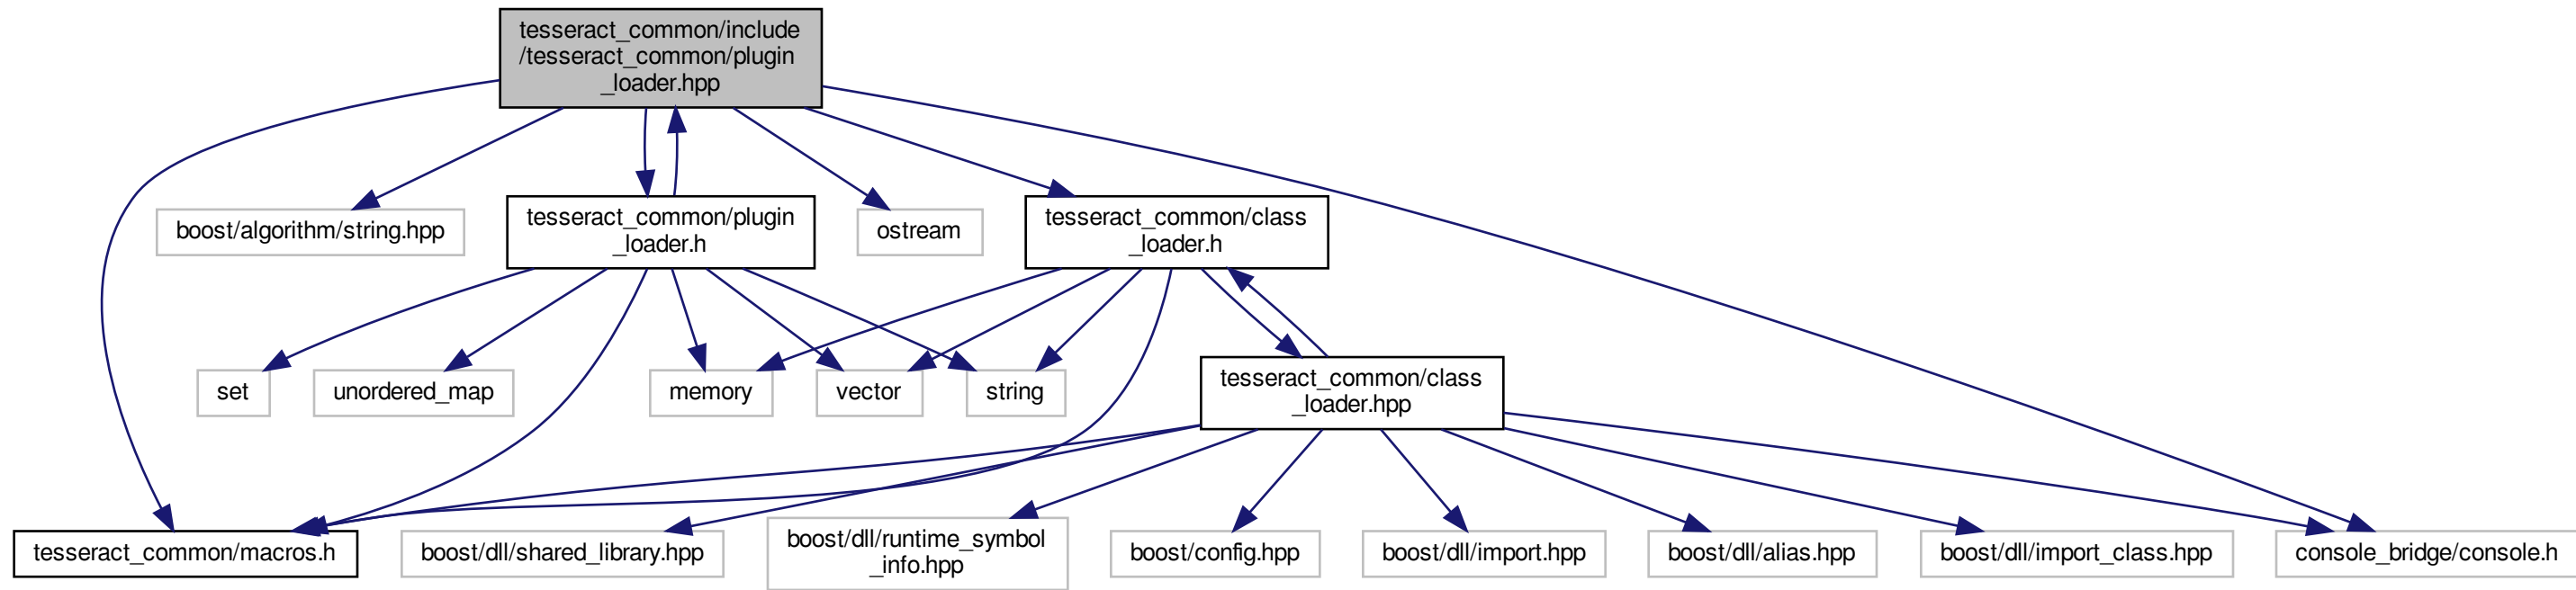 tesseract_common/include
/tesseract_common/plugin
_loader.hpp
boost/algorithm/string.hpp
tesseract_common/plugin
_loader.h
ostream
tesseract_common/class
_loader.h
set
unordered_map
memory
vector
string
tesseract_common/class
_loader.hpp
tesseract_common/macros.h
boost/dll/shared_library.hpp
boost/dll/runtime_symbol
_info.hpp
boost/config.hpp
boost/dll/import.hpp
boost/dll/alias.hpp
boost/dll/import_class.hpp
console_bridge/console.h